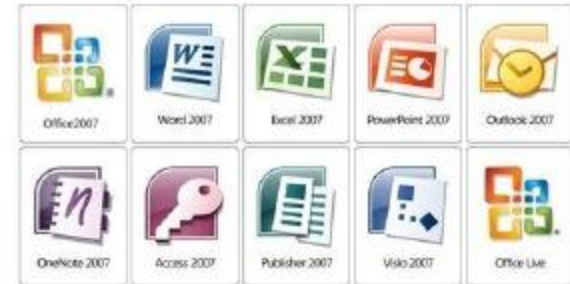 Office2007
Word 2007
Excel 2007
PowerPoint 2007
Outlook 2007
OneNote 2007
Access 2007
Publisher 2007
Visio 2007
Office Live